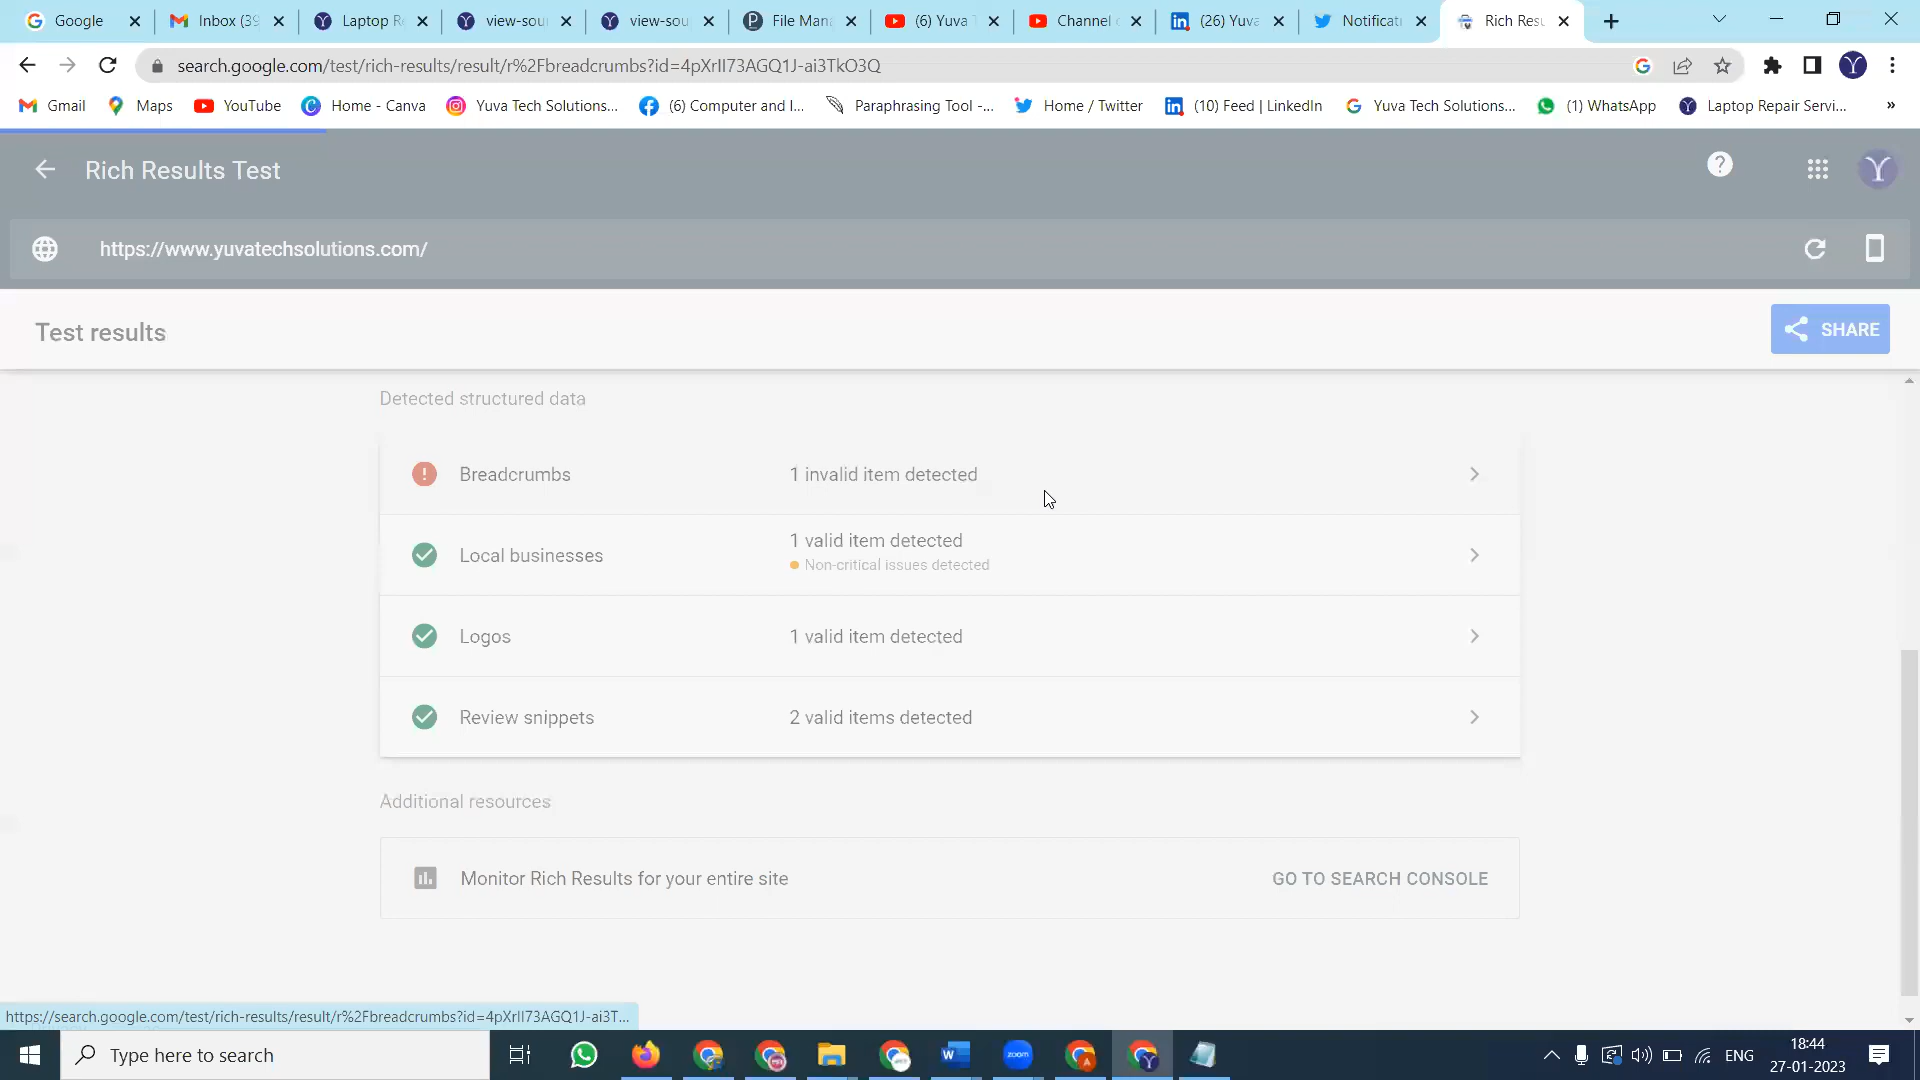 Google
Inbox (39
Laptop Re
view-sour
view-sou
File Mana
(6) Yuva T
Channel c
(26) Yuva
Notificati
Rich Resu
search.google.com/test/rich-results/result/r%2Fbreadcrumbs?id=4pXrII73AGQ1J-ai3TkO3Q
Gmail
Maps
YouTube
Home - Canva
Yuva Tech Solutions...
(6) Computer and I...
Paraphrasing Tool -...
Home / Twitter
(10) Feed | LinkedIn
Yuva Tech Solutions...
(1) WhatsApp
Laptop Repair Servi...
»
Rich Results Test
https://www.yuvatechsolutions.com/
Test results
SHARE
Detected structured data
Breadcrumbs
1 invalid item detected
Local businesses
1 valid item detected
Non-critical issues detected
Logos
1 valid item detected
Review snippets
2 valid items detected
Additional resources
Monitor Rich Results for your entire site
GO TO SEARCH CONSOLE
https://search.google.com/test/rich-results/result/r%2Fbreadcrumbs?id=4pXrII73AGQ1J-ai3T...
Type here to search
zoom
ENG
18:44
27-01-2023